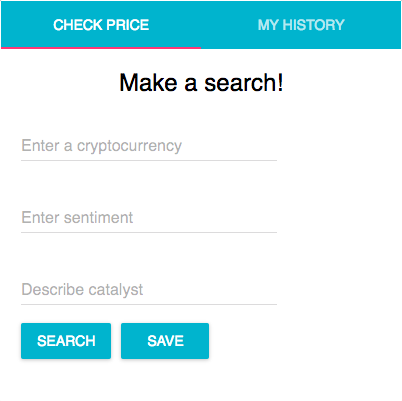 CHECK PRICE MY HISTORY
Make a search!
Enter a cryptocurrency
Enter sentiment
Describe catalyst
SEARCH SAVE